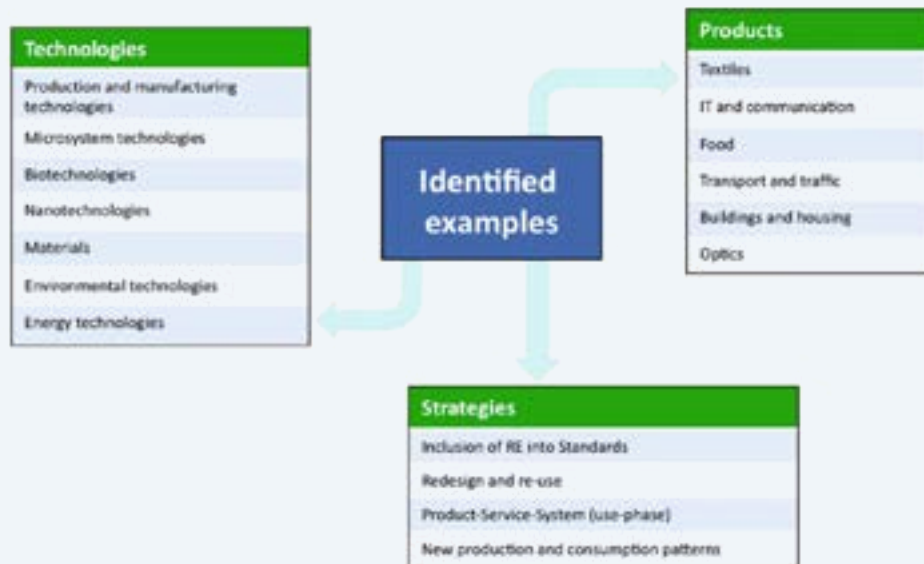 Technologies
Production and manufacturing
technologies
Microsystem technologies
Biotechnologies
Nanotechnologies
Materials
Environmental technologies
Energy technologies
Identified
examples
Products
Textiles
IT and communication
Food
Transport and traffic
Buildings and housing
Optics
Strategies
Inclusion of RE into Standards
Redesign and re-use
Product-Service-System (use-phase)
New production and consumption patterns